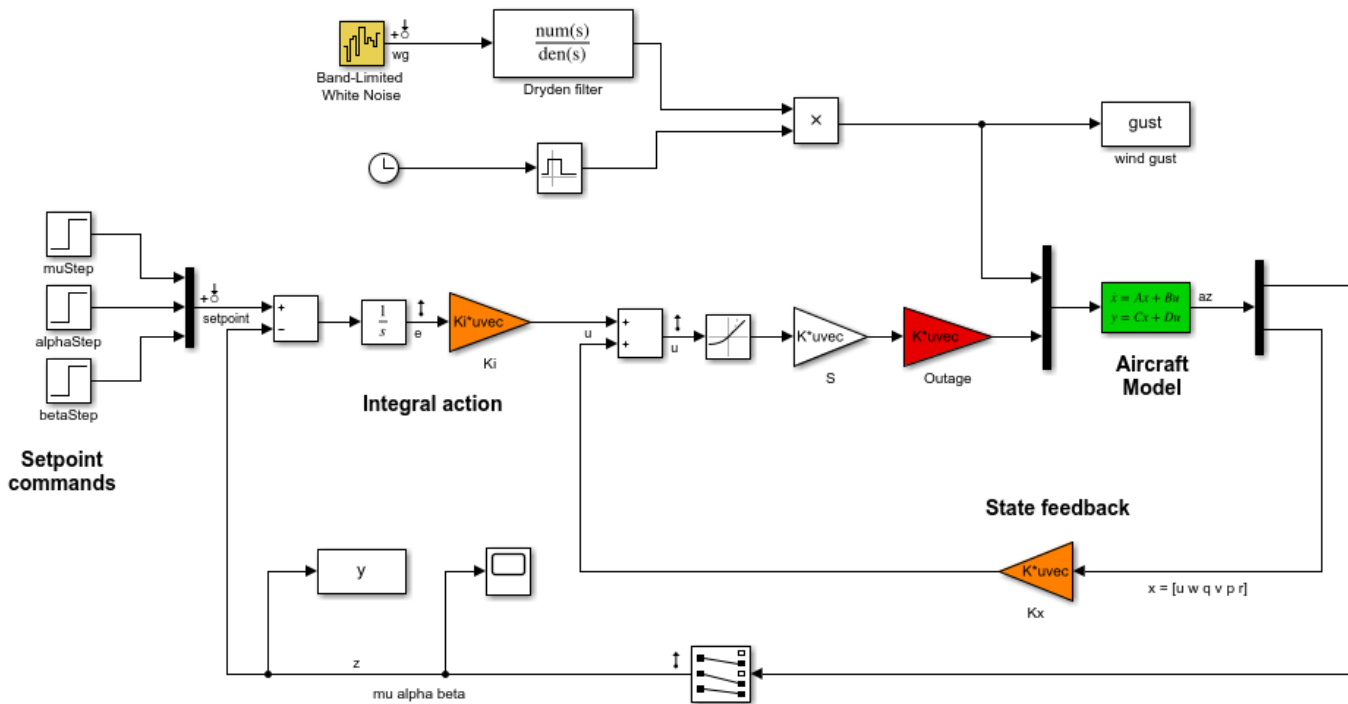 num(s)
den(s)
wg
Band-Limited
White Noise
Dryden filter
×
gust
wind gust
muStep
alphaStep
betaStep
setpoint
+
−
1
s
e
Ki*uvec
Ki
u
+
+
u
K*uvec
S
K*uvec
Outage
ẋ = Ax + Bu
y = Cx + Du
az
Aircraft
Model
Integral action
Setpoint
commands
State feedback
K*uvec
Kx
x = [u w q v p r]
y
z
mu alpha beta